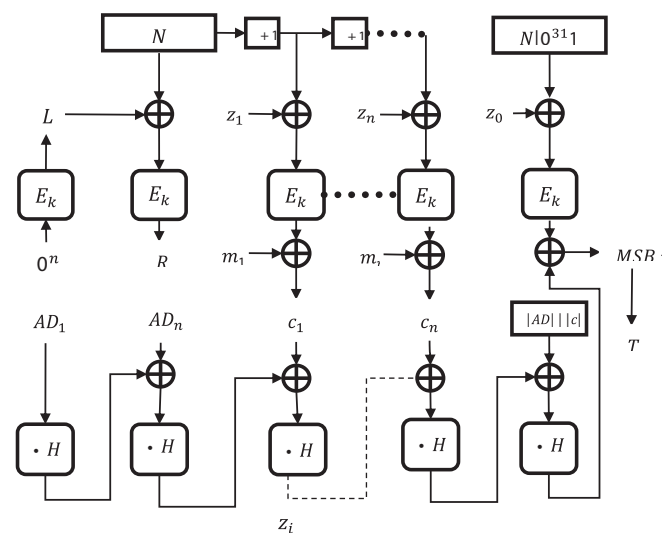 N +1 +1 N|0³¹1
L z₁ zₙ z₀
Eₖ Eₖ Eₖ Eₖ Eₖ
0ⁿ R m₁ m MSB
AD₁ ADₙ c₁ cₙ |AD|||c|
T
· H · H · H · H · H
zᵢ